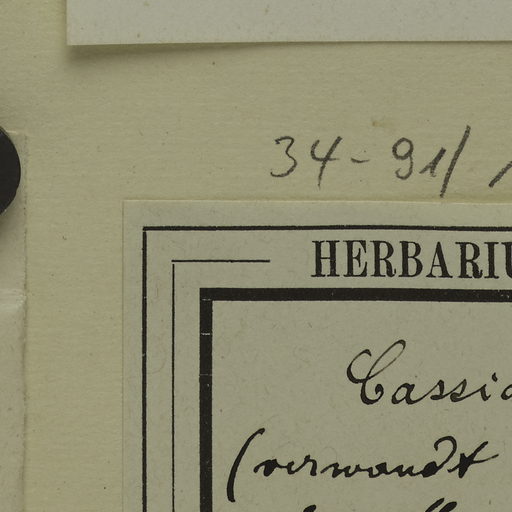 34-91/
HERBARIU
Cassia
(verwandt